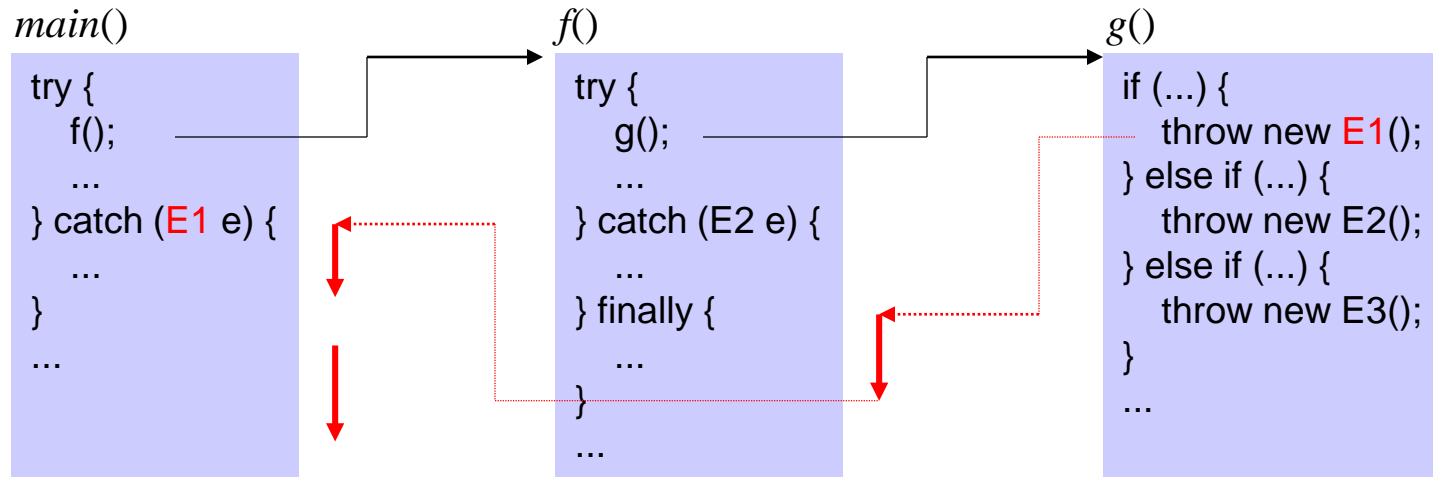 main()
try {
f();
...
} catch (E1 e) {
...
}
...
f()
try {
g();
...
} catch (E2 e) {
...
} finally {
...
}
...
g()
if (...) {
throw new E1();
} else if (...) {
throw new E2();
} else if (...) {
throw new E3();
}
...